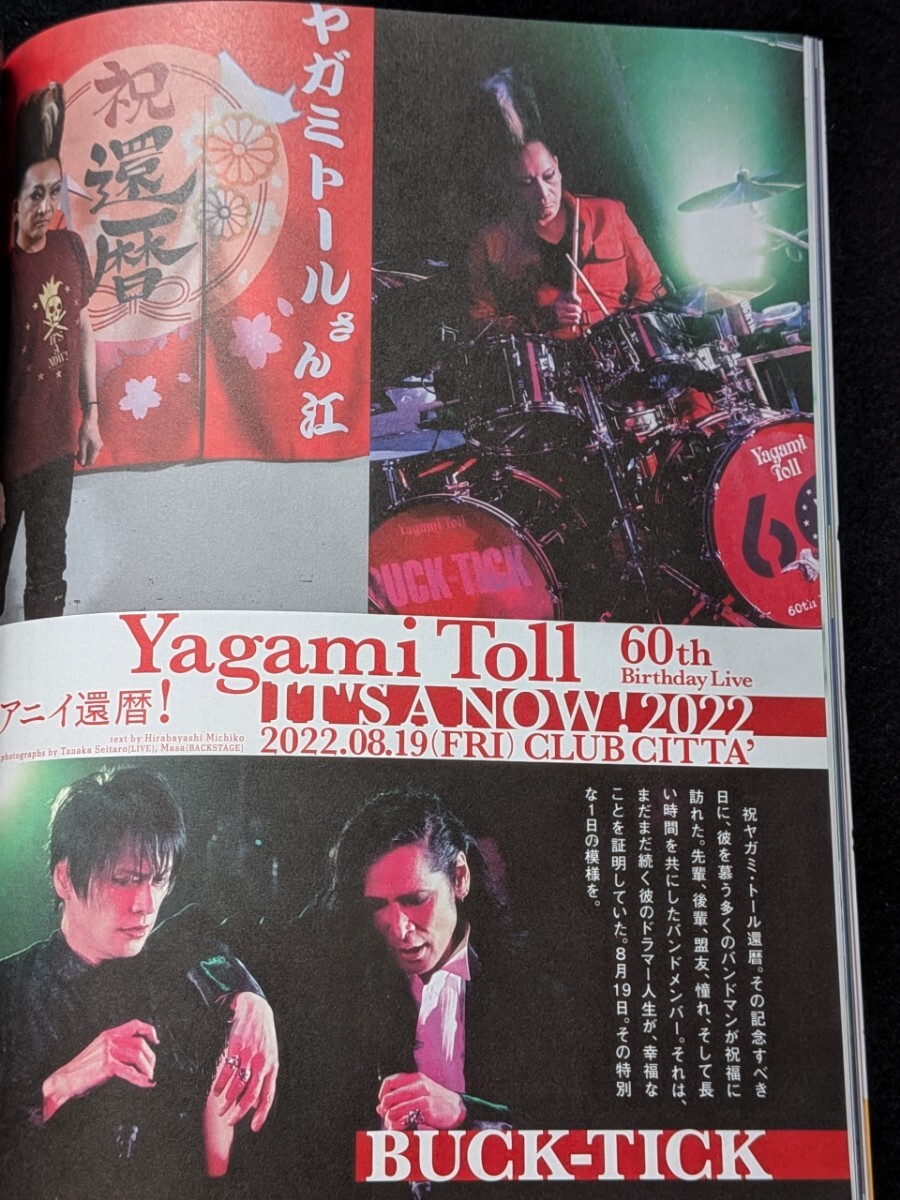 祝
還
暦
ヤガミトールさん江
IT'S A
NOW!
Yagami Toll
BUCK-TICK
Yagami
Toll
60th
Yagami Toll
60th
Birthday Live
アニイ還暦!
IT'S A NOW! 2022
text by Hirabayashi Michiko
photographs by Tanaka Seitaro(LIVE), Masa(BACKSTAGE)
2022.08.19(FRI) CLUB CITTA'
祝ヤガミ・トール還暦。その記念すべき
日に、彼を慕う多くのバンドマンが祝福に
訪れた。先輩、後輩、盟友、憧れ、そして長
い時間を共にしたバンドメンバー。それは、
まだまだ続く彼のドラマー人生が、幸福な
ことを証明していた。8月19日。その特別
な1日の模様を。
BUCK-TICK